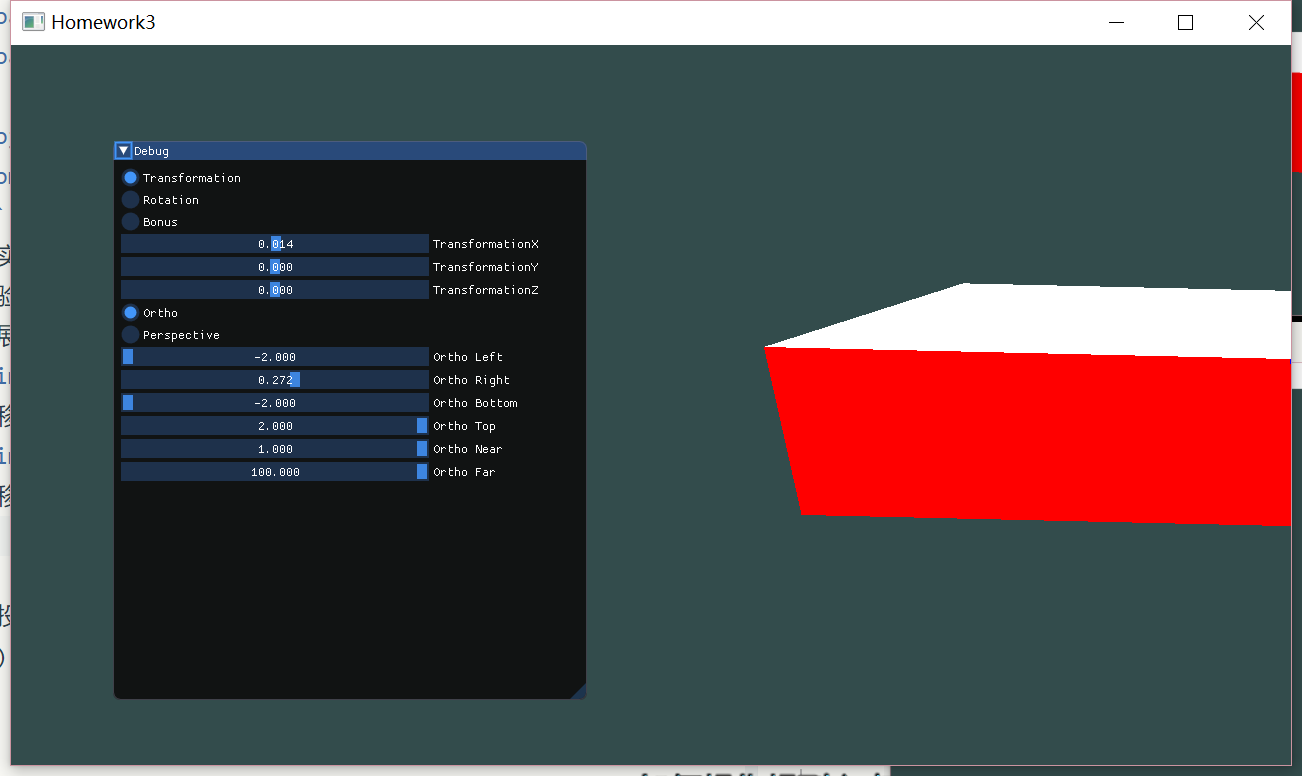 Homework3
Debug
Transformation
Rotation
Bonus
0.014 TransformationX
0.000 TransformationY
0.000 TransformationZ
Ortho
Perspective
-2.000 Ortho Left
0.272 Ortho Right
-2.000 Ortho Bottom
2.000 Ortho Top
1.000 Ortho Near
100.000 Ortho Far